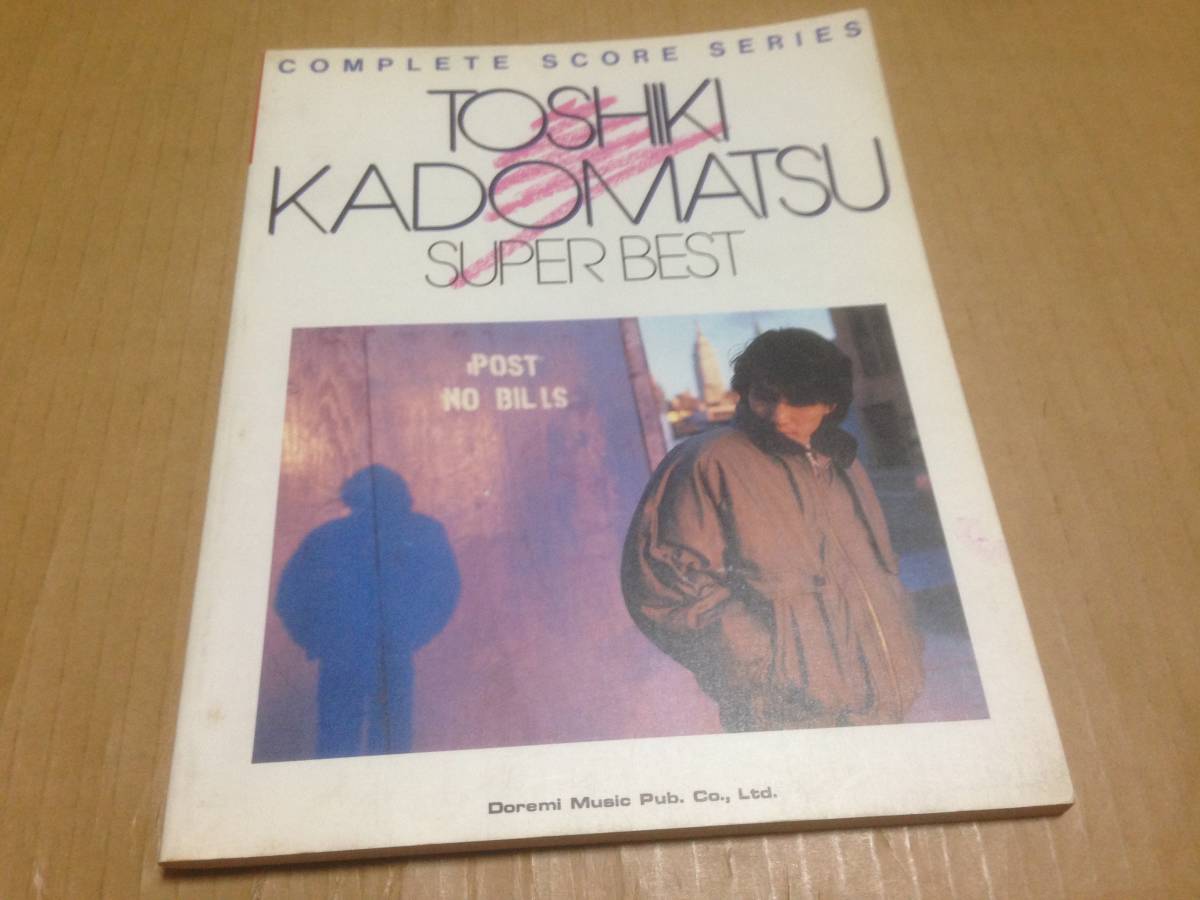 COMPLETE SCORE SERIES
TOSHIKI
KADOMATSU
SUPER BEST
POST
NO BILLS
Doremi Music Pub. Co., Ltd.